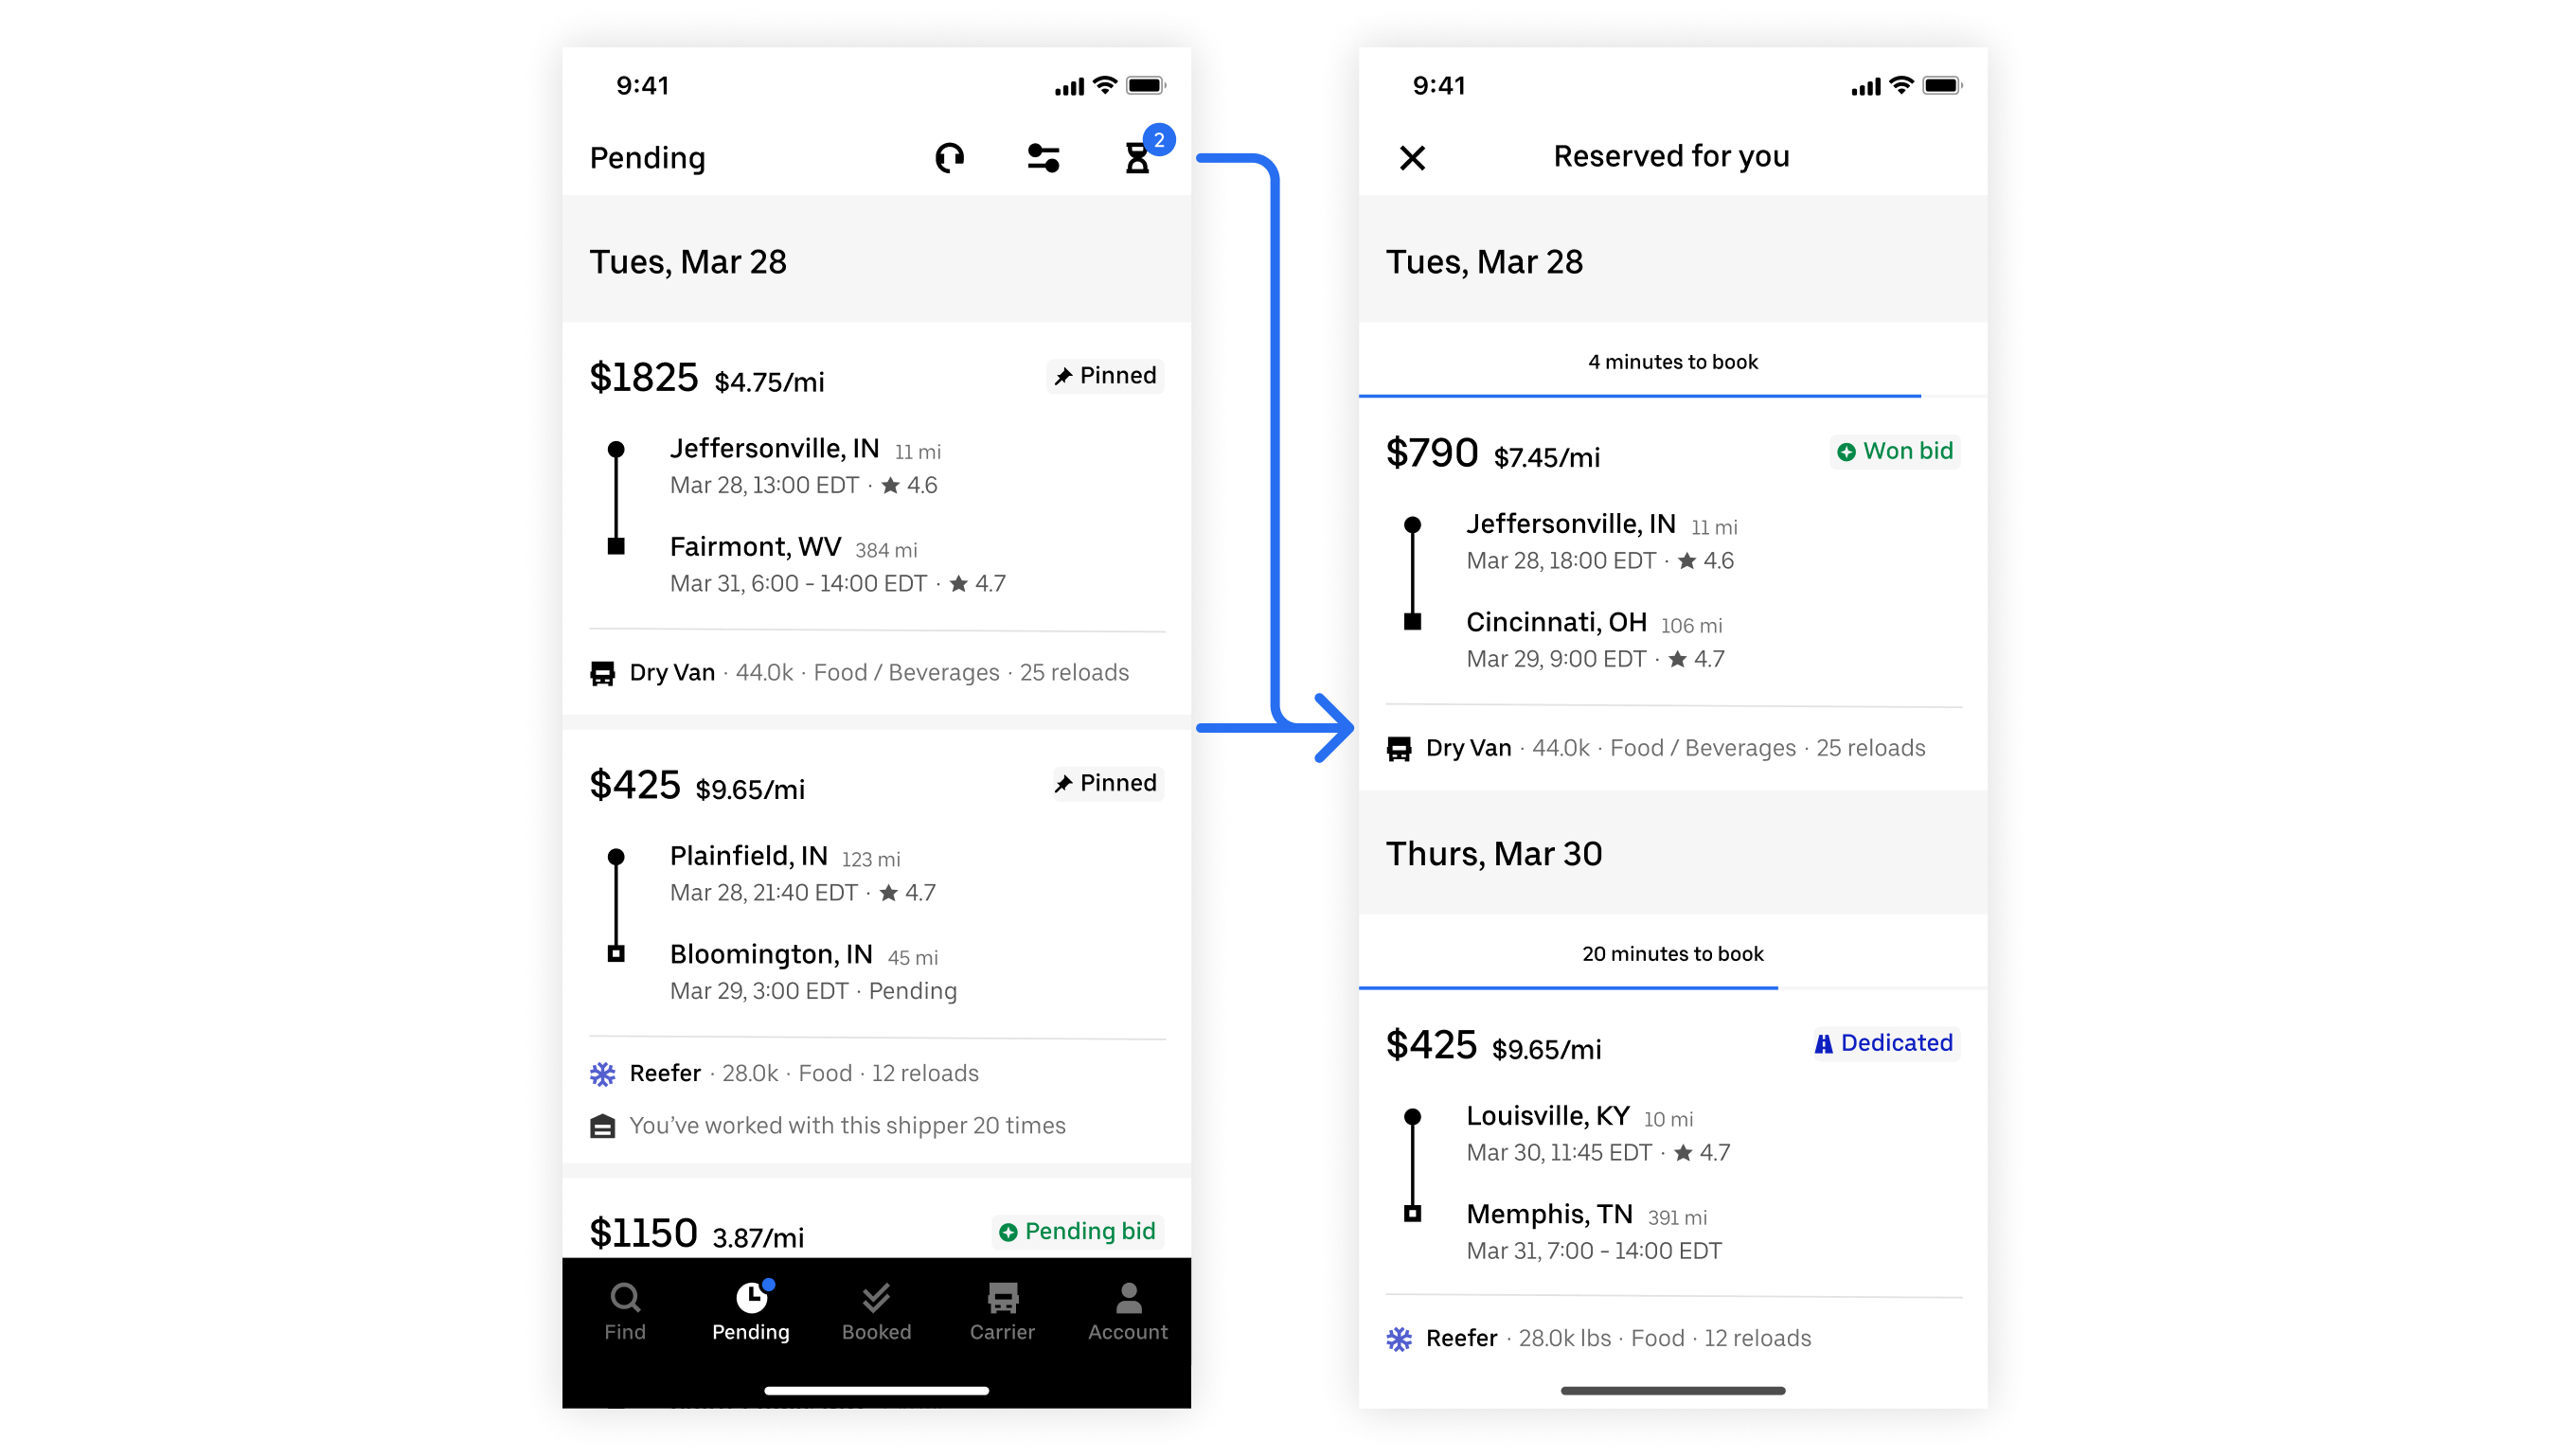 9:41
Pending
2
Tues, Mar 28
$1825 $4.75/mi Pinned
Jeffersonville, IN 11 mi
Mar 28, 13:00 EDT · ★ 4.6
Fairmont, WV 384 mi
Mar 31, 6:00 - 14:00 EDT · ★ 4.7
Dry Van · 44.0k · Food / Beverages · 25 reloads
$425 $9.65/mi Pinned
Plainfield, IN 123 mi
Mar 28, 21:40 EDT · ★ 4.7
Bloomington, IN 45 mi
Mar 29, 3:00 EDT · Pending
Reefer · 28.0k · Food · 12 reloads
You’ve worked with this shipper 20 times
$1150 3.87/mi Pending bid
Find Pending Booked Carrier Account
9:41
Reserved for you
Tues, Mar 28
4 minutes to book
$790 $7.45/mi Won bid
Jeffersonville, IN 11 mi
Mar 28, 18:00 EDT · ★ 4.6
Cincinnati, OH 106 mi
Mar 29, 9:00 EDT · ★ 4.7
Dry Van · 44.0k · Food / Beverages · 25 reloads
Thurs, Mar 30
20 minutes to book
$425 $9.65/mi Dedicated
Louisville, KY 10 mi
Mar 30, 11:45 EDT · ★ 4.7
Memphis, TN 391 mi
Mar 31, 7:00 - 14:00 EDT
Reefer · 28.0k lbs · Food · 12 reloads